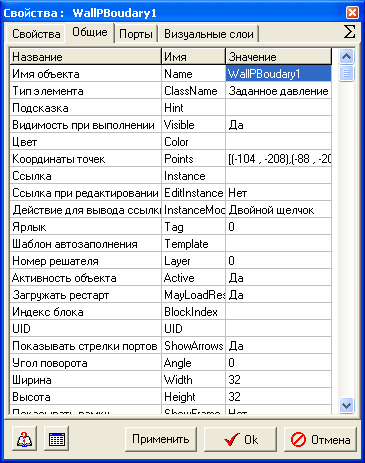 Свойства : WallPBoudary1
Свойства Общие Порты Визуальные слои Σ
Название Имя Значение
Имя объекта Name WallPBoudary1
Тип элемента ClassName Заданное давление
Подсказка Hint
Видимость при выполнении Visible Да
Цвет Color
Координаты точек Points [(-104 , -208),(-88 , -20
Ссылка Instance
Ссылка при редактировании EditInstance Нет
Действие для вывода ссылки InstanceMod Двойной щелчок
Ярлык Tag 0
Шаблон автозаполнения Template
Номер решателя Layer 0
Активность объекта Active Да
Загружать рестарт MayLoadRes Да
Индекс блока BlockIndex
UID UID
Показывать стрелки портов ShowArrows Да
Угол поворота Angle 0
Ширина Width 32
Высота Height 32
Показывать рамку ShowFrame Нет
Применить Ok Отмена